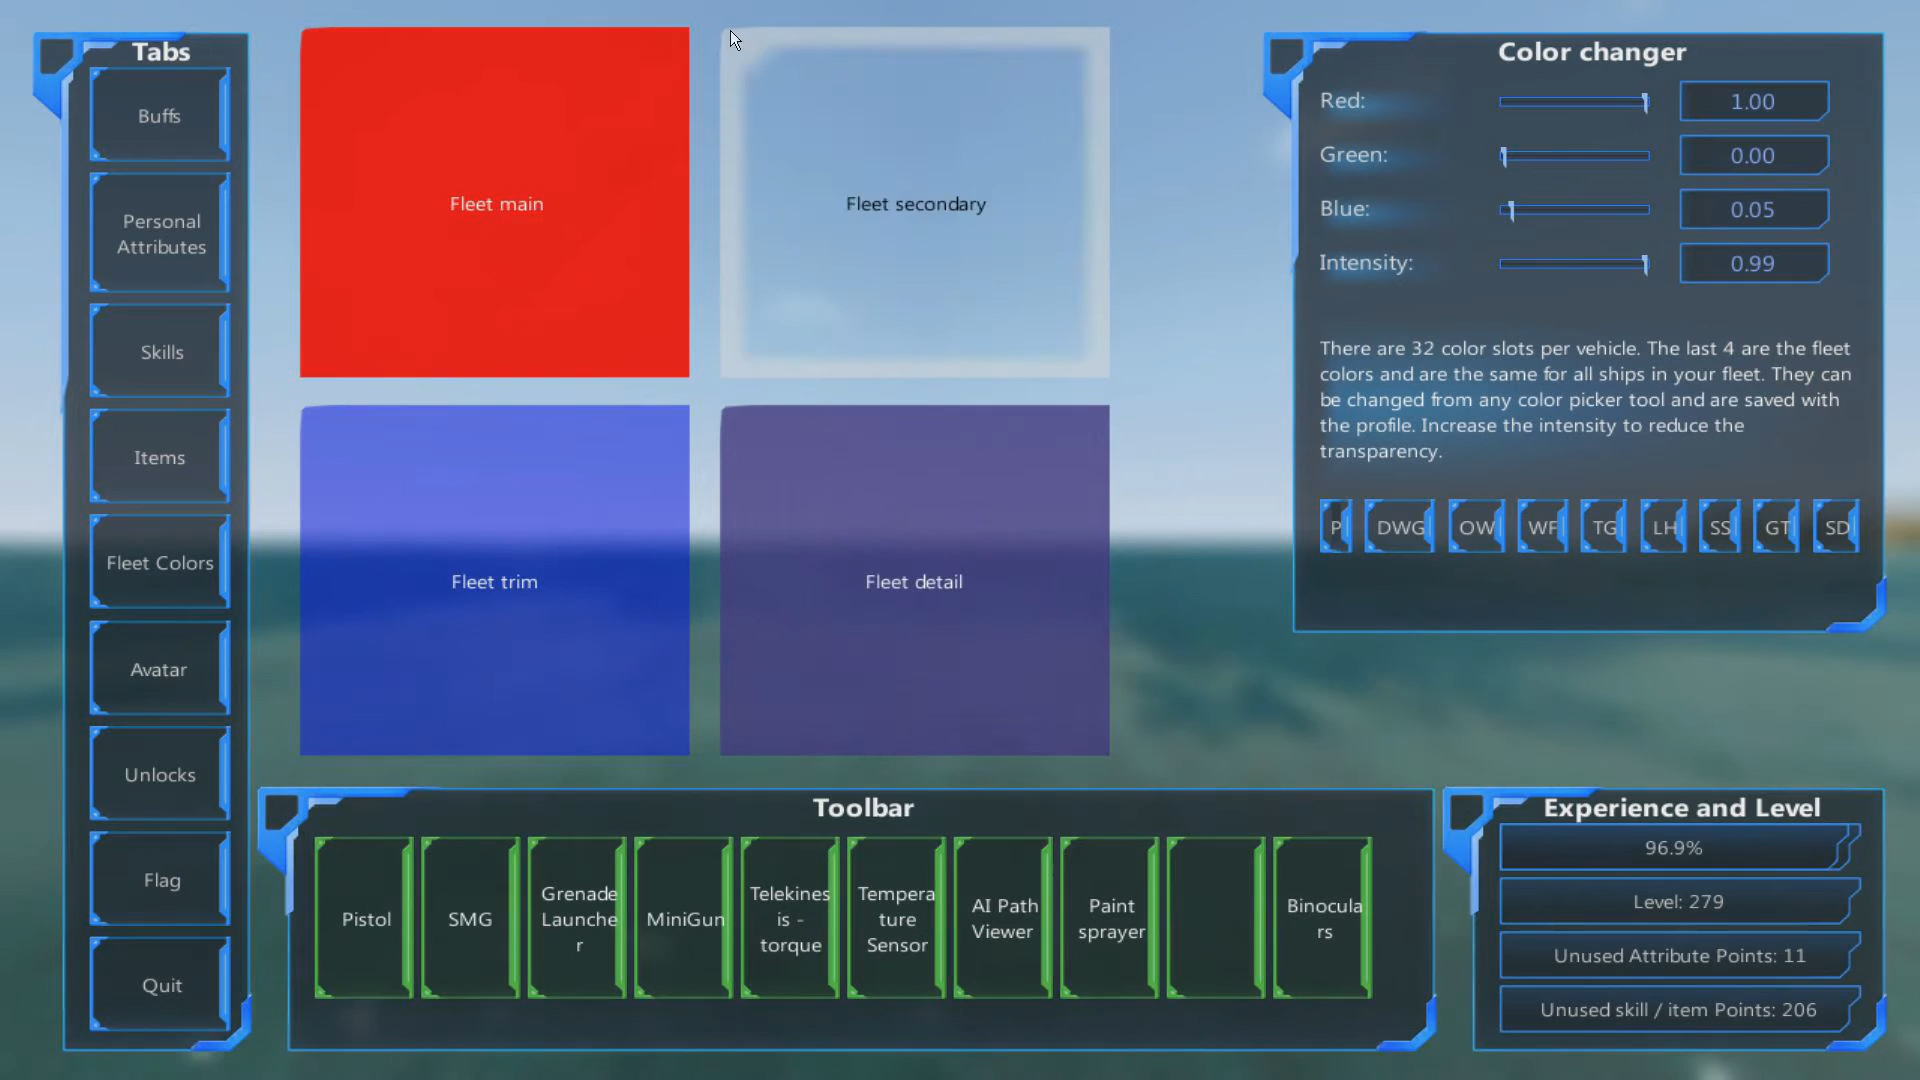 Tabs
Buffs
Personal
Attributes
Skills
Items
Fleet Colors
Avatar
Unlocks
Flag
Quit
Fleet main
Fleet secondary
Fleet trim
Fleet detail
Color changer
Red:
1.00
Green:
0.00
Blue:
0.05
Intensity:
0.99
There are 32 color slots per vehicle. The last 4 are the fleet
colors and are the same for all ships in your fleet. They can
be changed from any color picker tool and are saved with
the profile. Increase the intensity to reduce the
transparency.
P DWG OW WF TG LH SS GT SD
Toolbar
Pistol
SMG
Grenade
Launche
r
MiniGun
Telekines
is -
torque
Tempera
ture
Sensor
AI Path
Viewer
Paint
sprayer
Binocula
rs
Experience and Level
96.9%
Level: 279
Unused Attribute Points: 11
Unused skill / item Points: 206